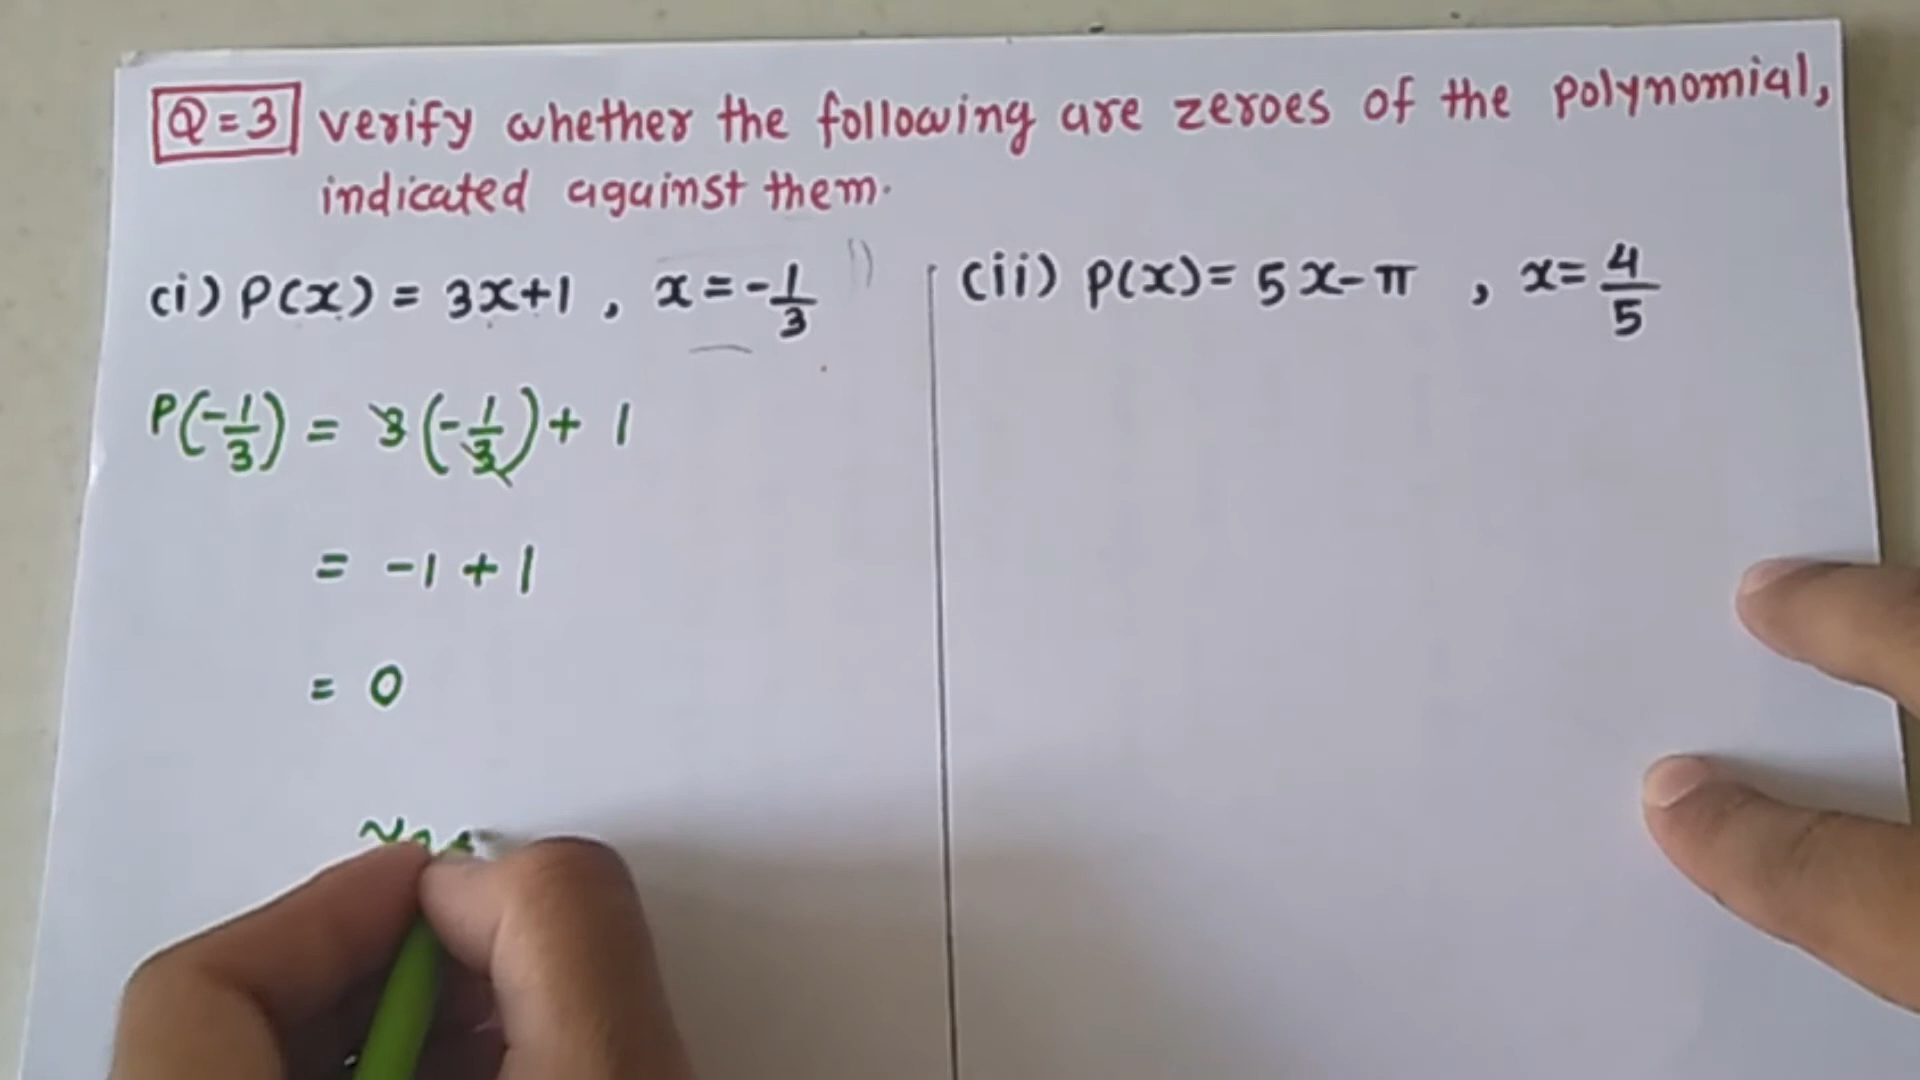 Q=3 verify whether the following are zeroes of the polynomial,
indicated against them.
(i) P(x) = 3x+1 , x = -1/3
P(-1/3) = 3(-1/3) + 1
= -1 + 1
= 0
(ii) P(x) = 5x-π , x = 4/5